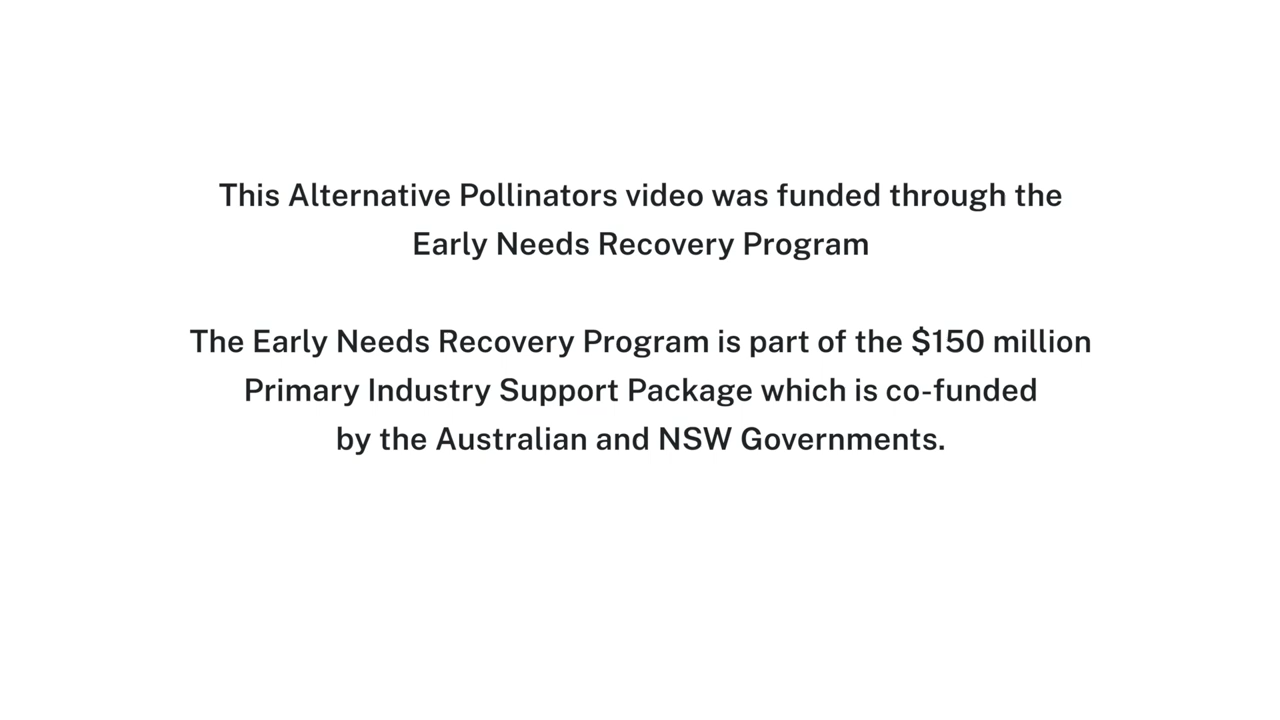 This Alternative Pollinators video was funded through the
Early Needs Recovery Program
The Early Needs Recovery Program is part of the $150 million
Primary Industry Support Package which is co-funded
by the Australian and NSW Governments.